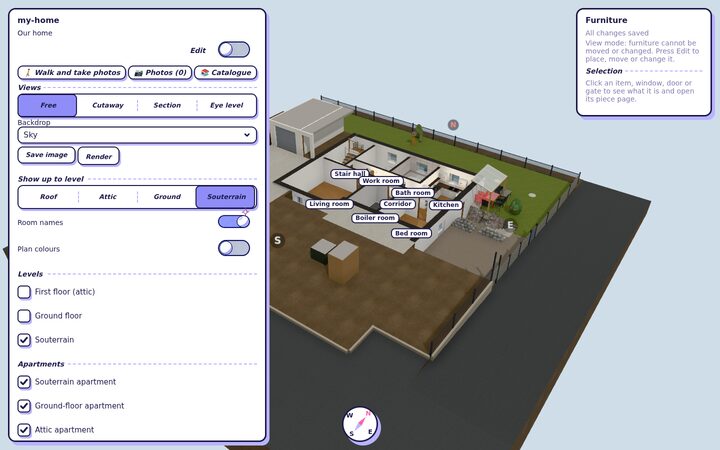 my-home
Our home
Edit
🚶 Walk and take photos
📷 Photos (0)
📚 Catalogue
Views
Free
Cutaway
Section
Eye level
Backdrop
Sky
Save image
Render
Show up to level
Roof
Attic
Ground
Souterrain
Room names
Plan colours
Levels
First floor (attic)
Ground floor
Souterrain
Apartments
Souterrain apartment
Ground-floor apartment
Attic apartment
N
Stair hall
Work room
Bath room
Living room
Corridor
Kitchen
Boiler room
Bed room
E
S
W N
S E
Furniture
All changes saved
View mode: furniture cannot be
moved or changed. Press Edit to
place, move or change it.
Selection
Click an item, window, door or
gate to see what it is and open
its piece page.